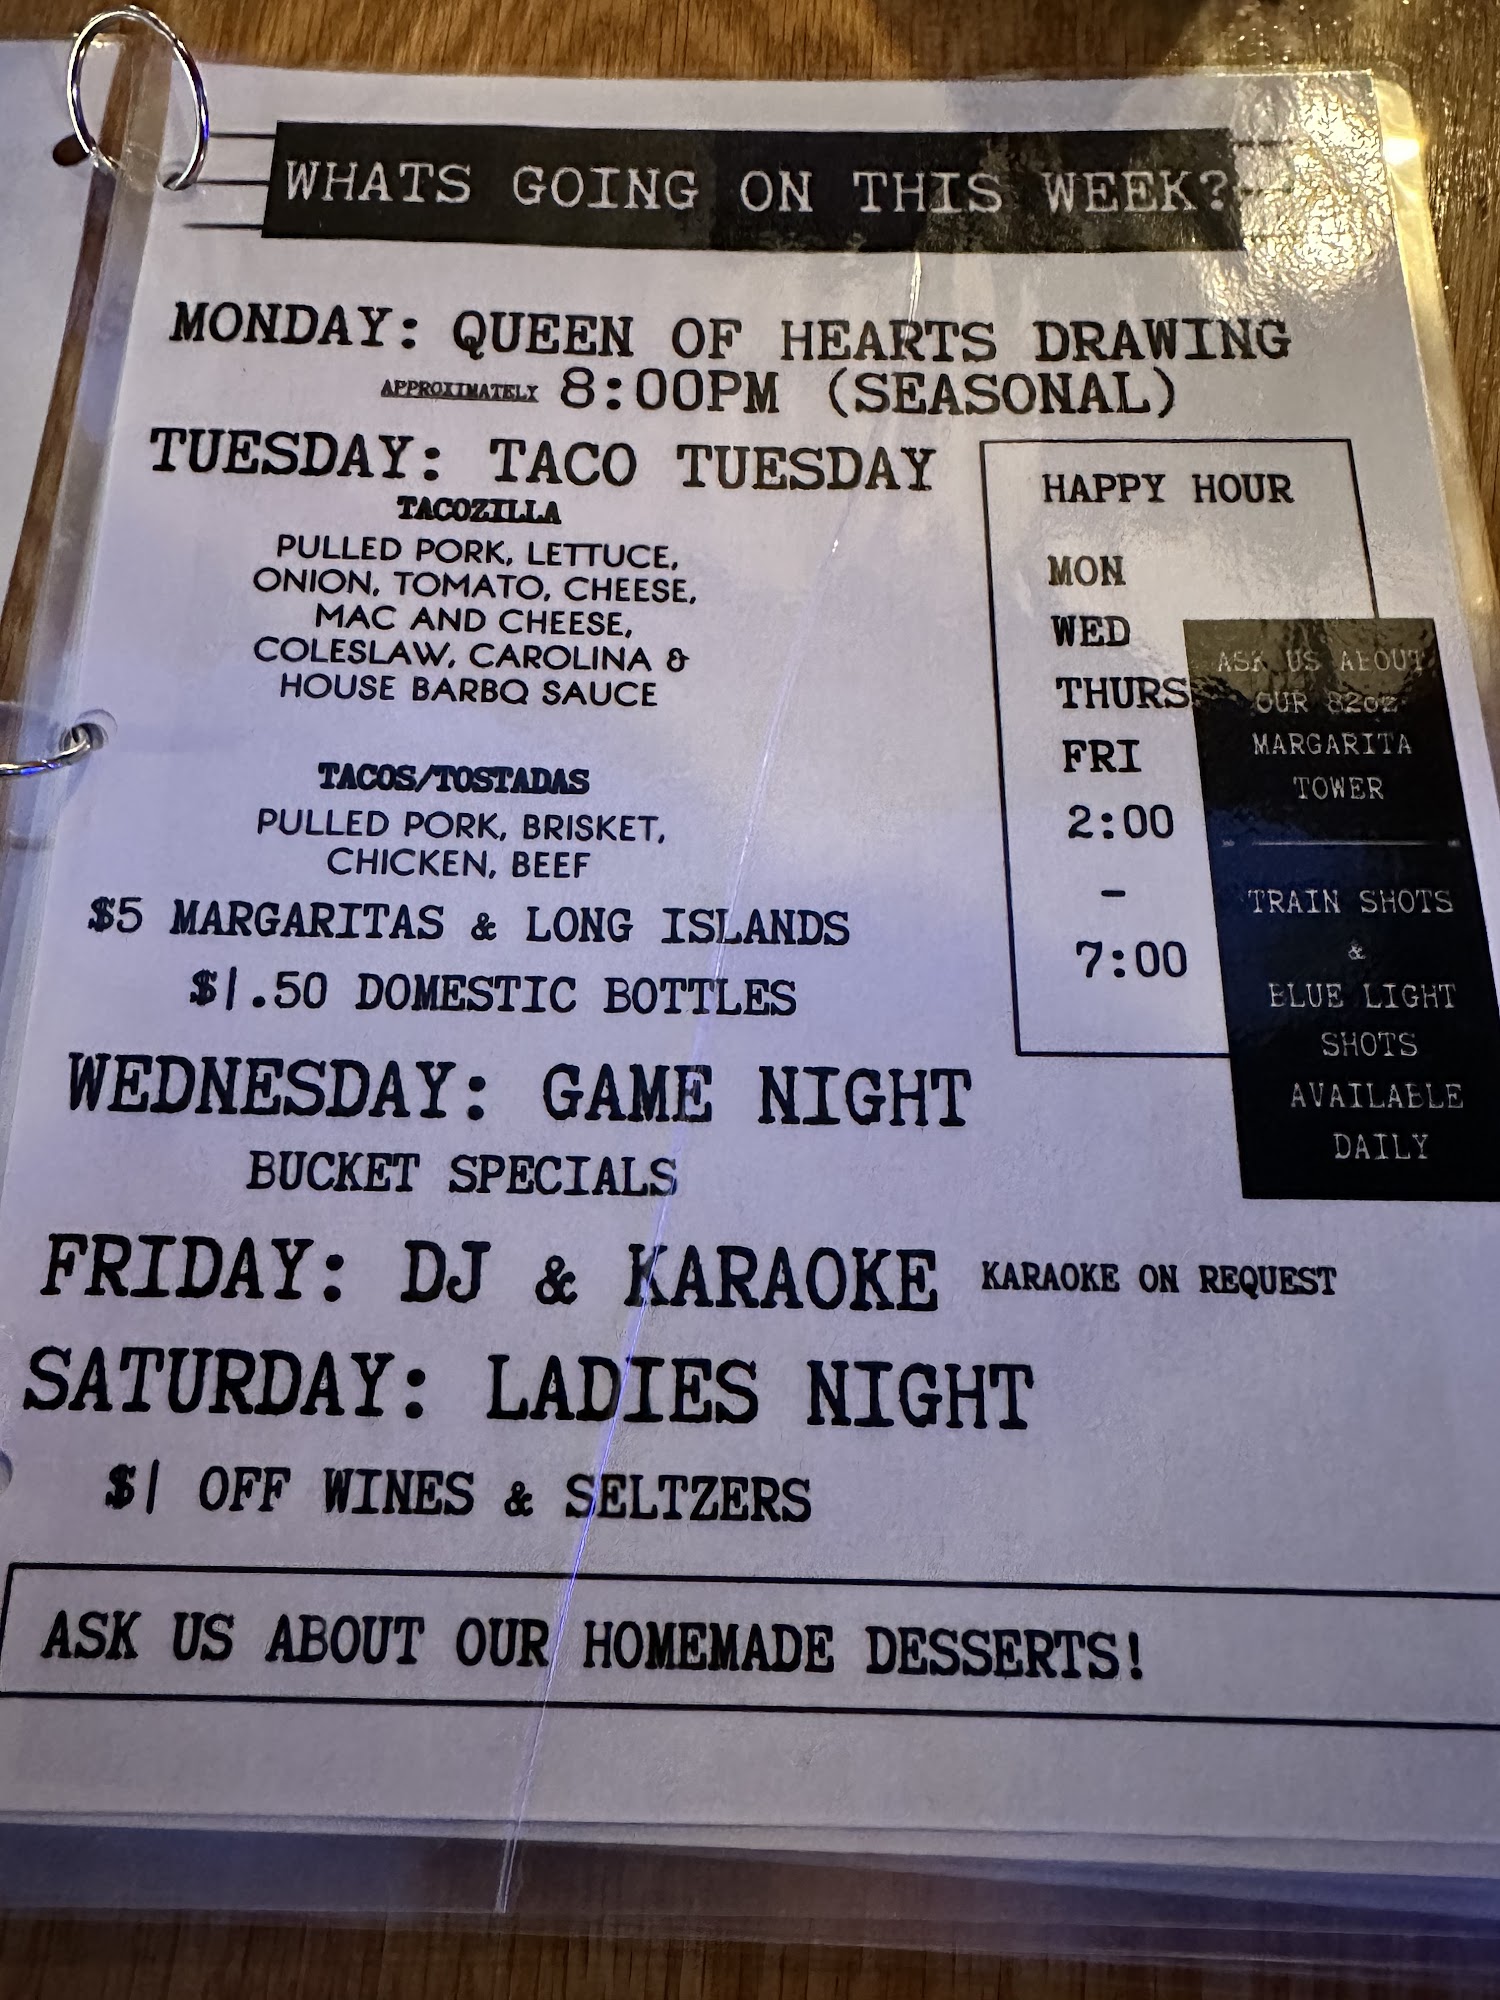 WHATS GOING ON THIS WEEK?
MONDAY: QUEEN OF HEARTS DRAWING
APPROXIMATELY 8:00PM (SEASONAL)
TUESDAY: TACO TUESDAY
TACOZILLA
PULLED PORK, LETTUCE,
ONION, TOMATO, CHEESE,
MAC AND CHEESE,
COLESLAW, CAROLINA &
HOUSE BARBQ SAUCE
TACOS/TOSTADAS
PULLED PORK, BRISKET,
CHICKEN, BEEF
$5 MARGARITAS & LONG ISLANDS
$1.50 DOMESTIC BOTTLES
HAPPY HOUR
MON
WED
THURS
FRI
2:00
-
7:00
ASK US ABOUT
OUR 82oz
MARGARITA
TOWER
TRAIN SHOTS
&
BLUE LIGHT
SHOTS
AVAILABLE
DAILY
WEDNESDAY: GAME NIGHT
BUCKET SPECIALS
FRIDAY: DJ & KARAOKE KARAOKE ON REQUEST
SATURDAY: LADIES NIGHT
$1 OFF WINES & SELTZERS
ASK US ABOUT OUR HOMEMADE DESSERTS!